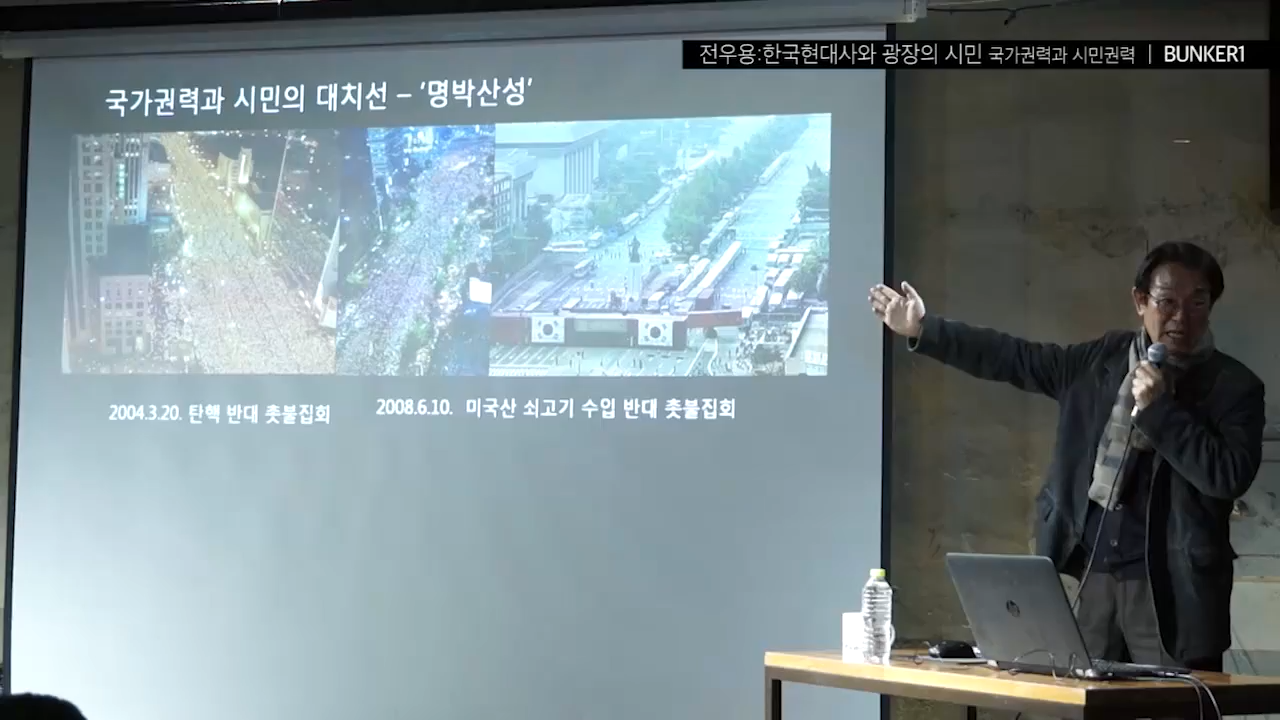 전우용:한국현대사와 광장의 시민 국가권력과 시민권력 | BUNKER1
국가권력과 시민의 대치선 – '명박산성'
2004.3.20. 탄핵 반대 촛불집회
2008.6.10. 미국산 쇠고기 수입 반대 촛불집회